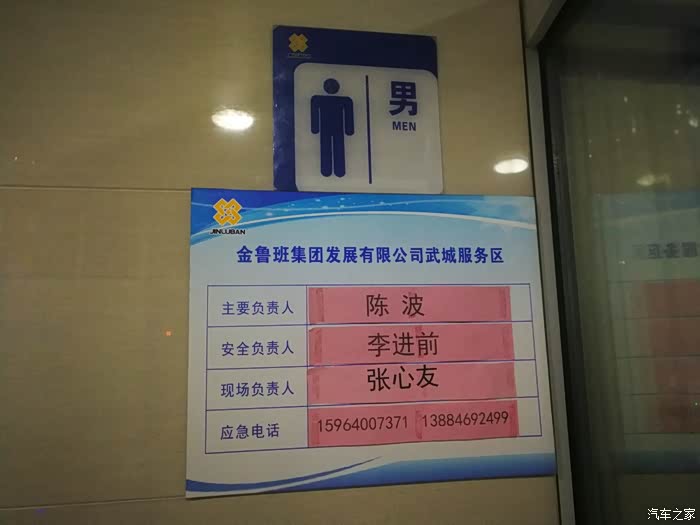 男
MEN
JINLUBAN
金鲁班集团发展有限公司武城服务区
主要负责人 陈 波
安全负责人 李进前
现场负责人 张心友
应急电话 15964007371 13884692499
汽车之家